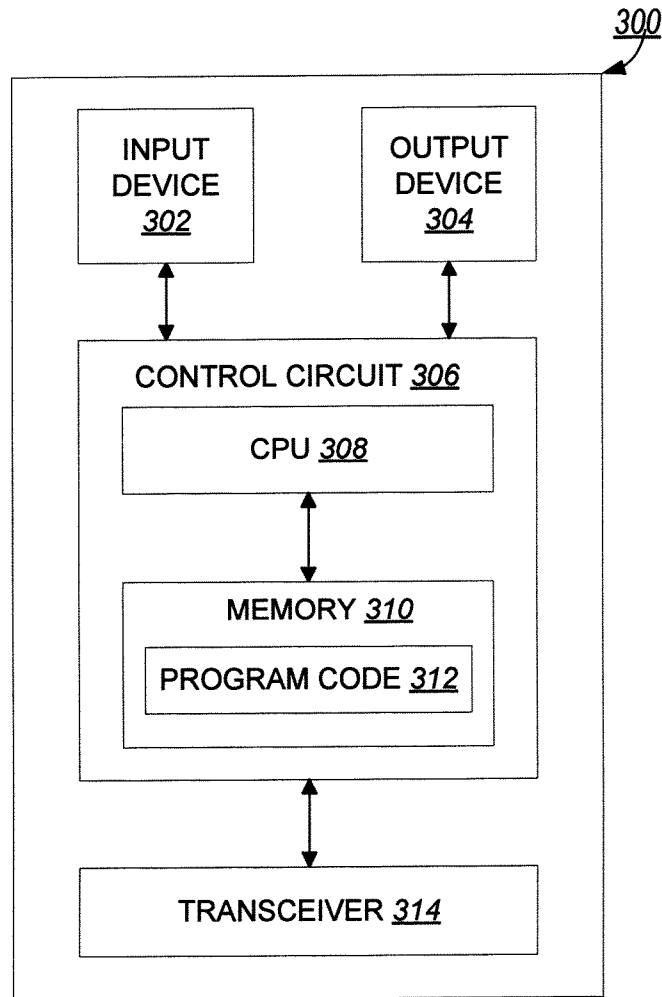 300
INPUT
DEVICE
302
OUTPUT
DEVICE
304
CONTROL CIRCUIT 306
CPU 308
MEMORY 310
PROGRAM CODE 312
TRANSCEIVER 314